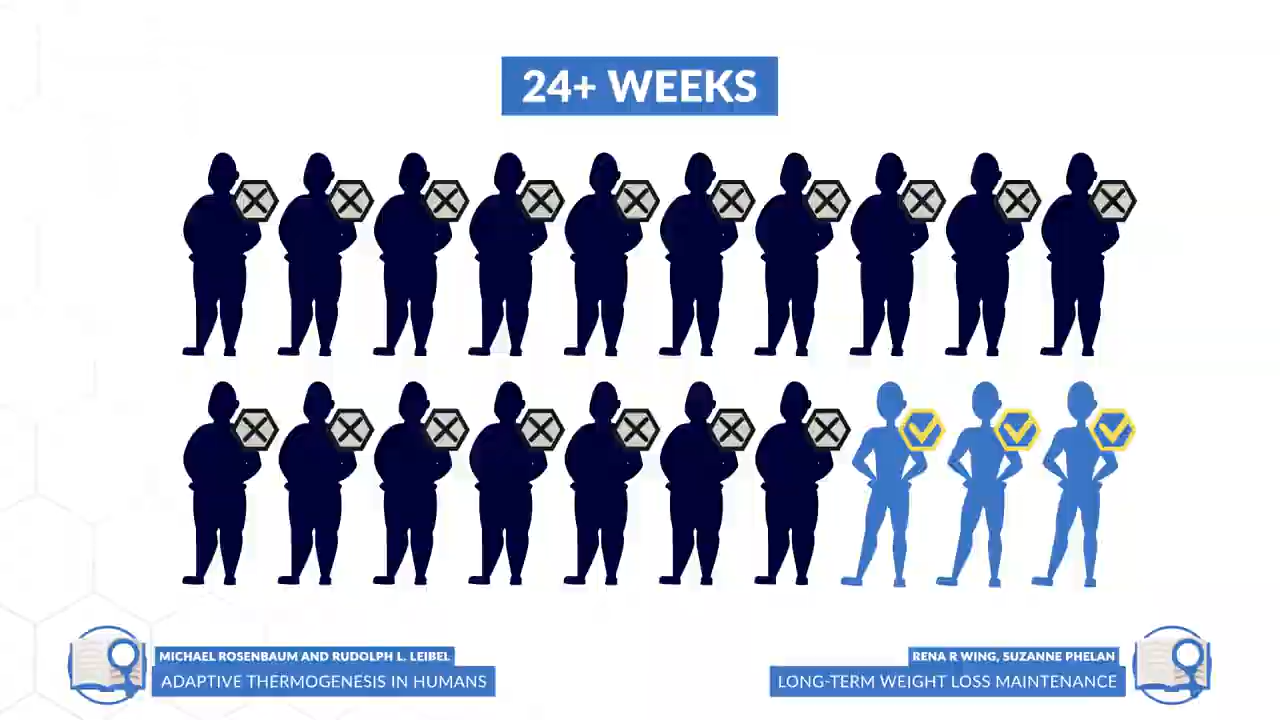 24+ WEEKS
MICHAEL ROSENBAUM AND RUDOLPH L. LEIBEL
ADAPTIVE THERMOGENESIS IN HUMANS
RENA R WING, SUZANNE PHELAN
LONG-TERM WEIGHT LOSS MAINTENANCE